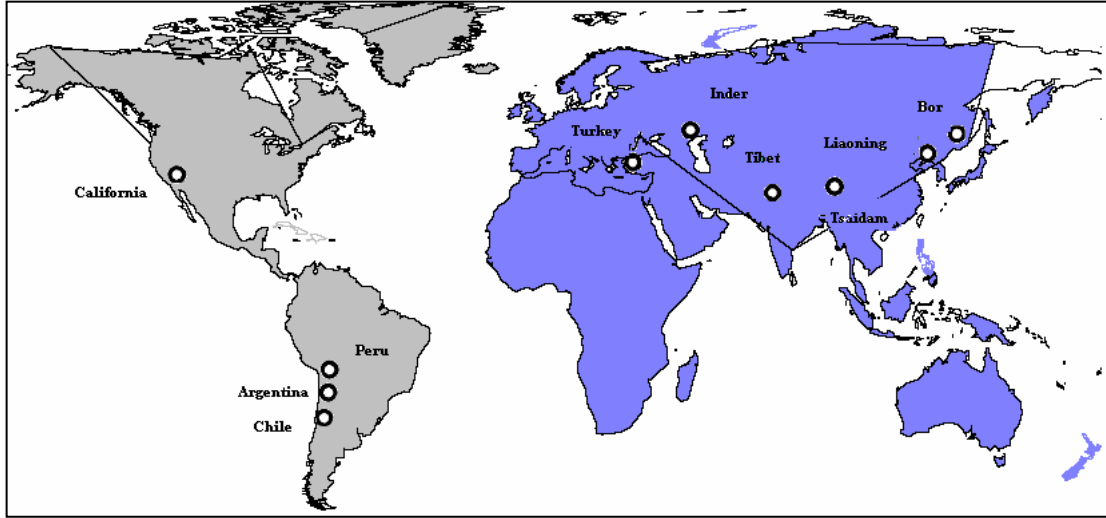 Inder
Bor
Turkey
Liaoning
Tibet
California
Tsaidam
Peru
Argentina
Chile